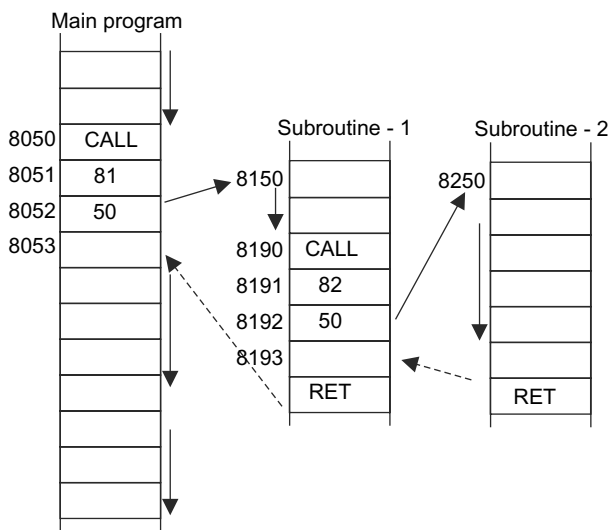 Main program
8050 CALL
8051 81
8052 50
8053
Subroutine - 1
8150
8190 CALL
8191 82
8192 50
8193
RET
Subroutine - 2
8250
RET